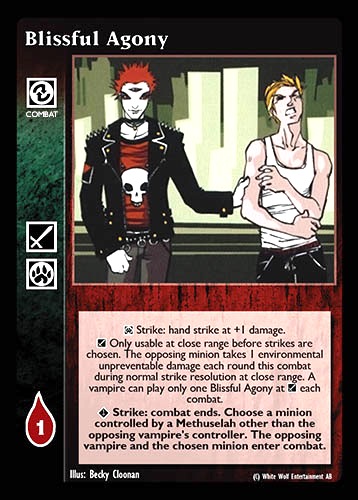 Blissful Agony
COMBAT
Strike: hand strike at +1 damage.
Only usable at close range before strikes are
chosen. The opposing minion takes 1 environmental
unpreventable damage each round this combat
during normal strike resolution at close range. A
vampire can play only one Blissful Agony at each
combat.
Strike: combat ends. Choose a minion
controlled by a Methuselah other than the
opposing vampire's controller. The opposing
vampire and the chosen minion enter combat.
1
Illus: Becky Cloonan
(C) White Wolf Entertainment AB